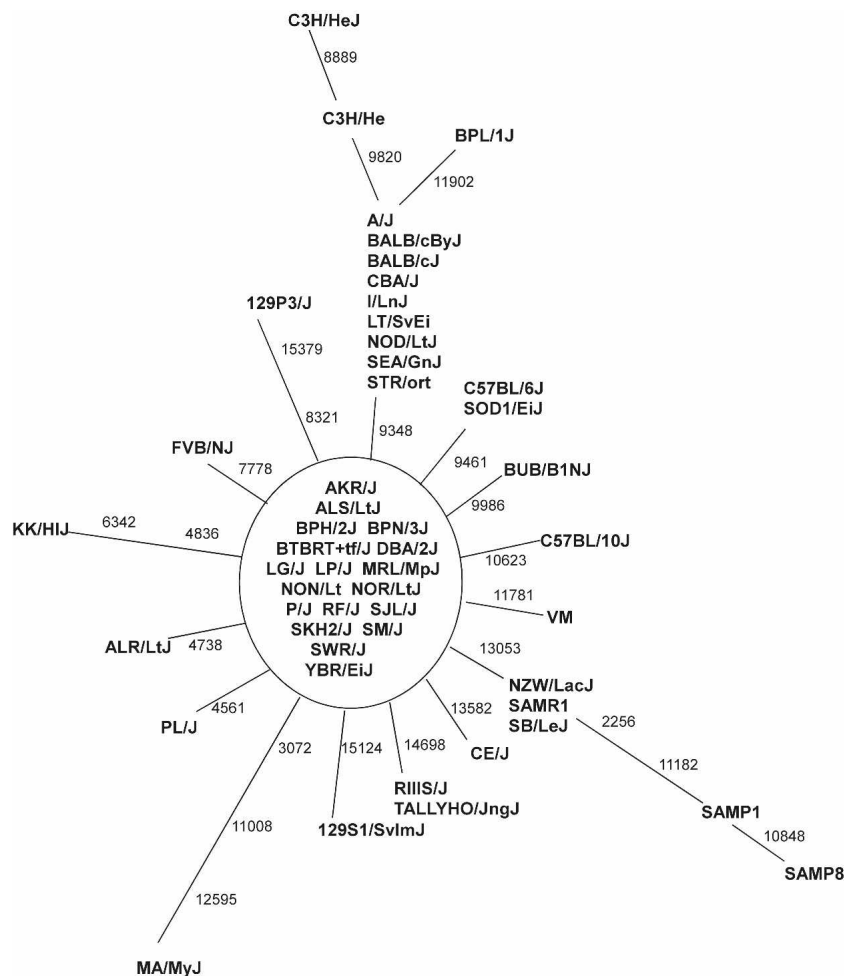 C3H/HeJ
8889
C3H/He
BPL/1J
9820
11902
A/J
BALB/cByJ
BALB/cJ
CBA/J
I/LnJ
LT/SvEi
NOD/LtJ
SEA/GnJ
STR/ort
129P3/J
15379
8321
9348
C57BL/6J
SOD1/EiJ
9461
FVB/NJ
7778
BUB/B1NJ
9986
KK/HIJ
6342
4836
C57BL/10J
10623
AKR/J
ALS/LtJ
BPH/2J BPN/3J
BTBRT+tf/J DBA/2J
LG/J LP/J MRL/MpJ
NON/Lt NOR/LtJ
P/J RF/J SJL/J
SKH2/J SM/J
SWR/J
YBR/EiJ
11781
VM
ALR/LtJ
4738
13053
NZW/LacJ
SAMR1
SB/LeJ
2256
11182
SAMP1
10848
SAMP8
PL/J
4561
13582
CE/J
3072
15124
14698
RIIIS/J
TALLYHO/JngJ
129S1/SvImJ
11008
12595
MA/MyJ